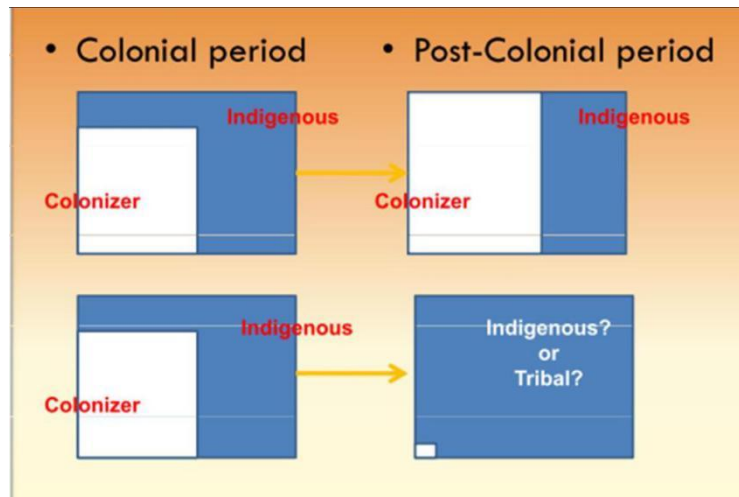 • Colonial period
• Post-Colonial period
Indigenous
Colonizer
Indigenous
Colonizer
Indigenous
Colonizer
Indigenous?
or
Tribal?